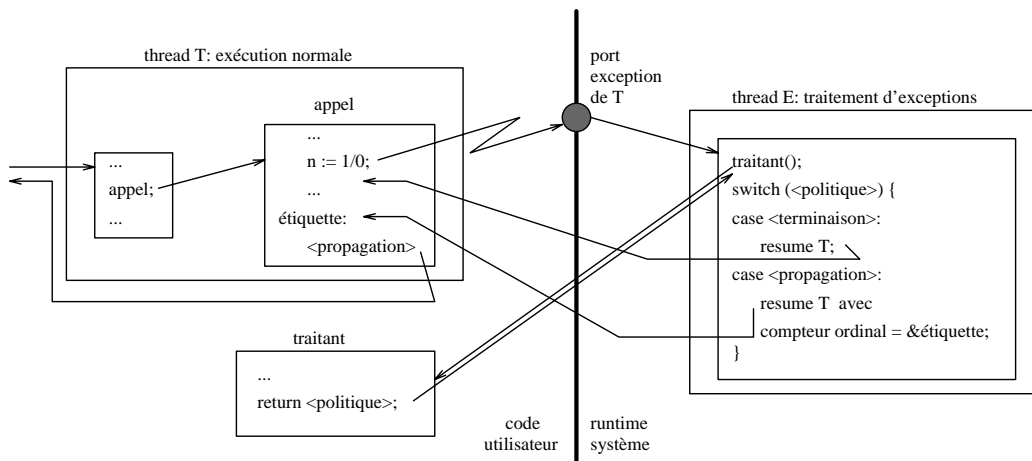 thread T: exécution normale
appel
...
appel;
...
...
n := 1/0;
...
étiquette:
<propagation>
traitant
...
return <politique>;
port
exception
de T
thread E: traitement d'exceptions
traitant();
switch (<politique>) {
case <terminaison>:
resume T;
case <propagation>:
resume T avec
compteur ordinal = &étiquette;
}
code
utilisateur
runtime
système